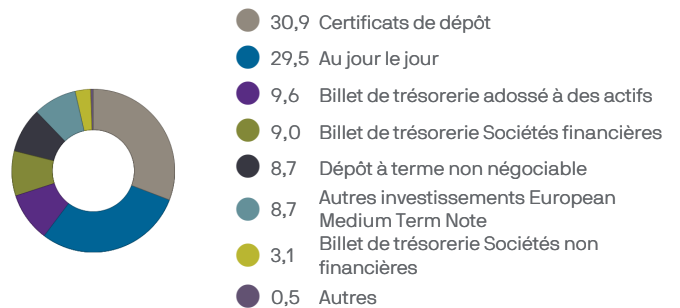 30,9 Certificats de dépôt
29,5 Au jour le jour
9,6 Billet de trésorerie adossé à des actifs
9,0 Billet de trésorerie Sociétés financières
8,7 Dépôt à terme non négociable
8,7 Autres investissements European
Medium Term Note
3,1 Billet de trésorerie Sociétés non
financières
0,5 Autres